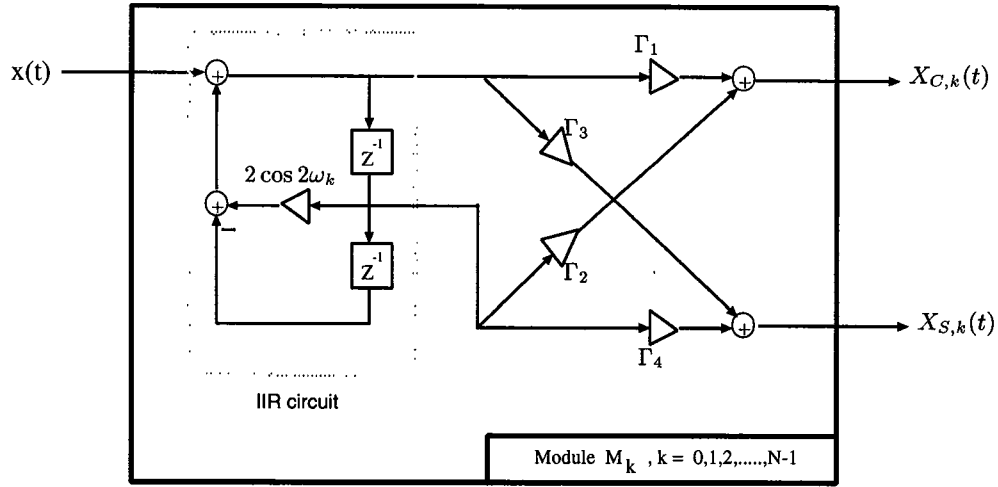 x(t)
+
Γ₁
+
X_{C,k}(t)
Z⁻¹
Γ₃
2 cos 2ω_k
+
−
Z⁻¹
Γ₂
Γ₄
+
X_{S,k}(t)
IIR circuit
Module M_k , k = 0,1,2,.....,N-1